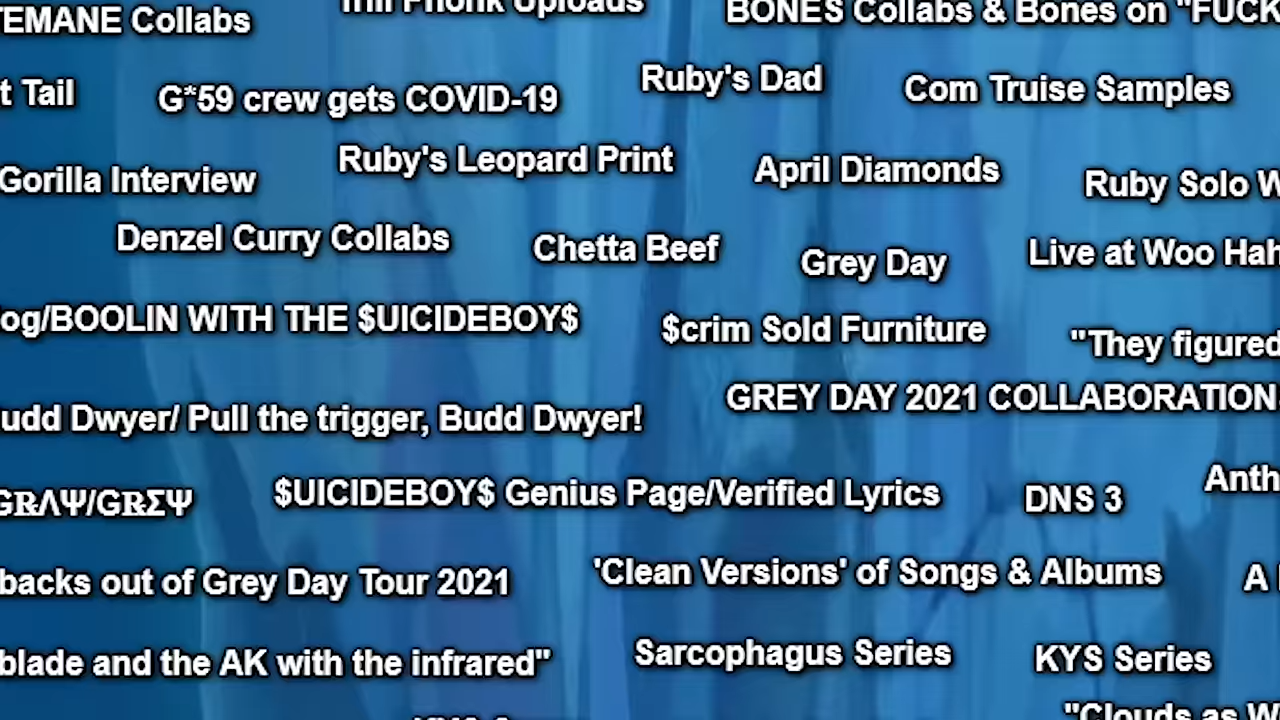 TEMANE Collabs
Trill Phonk Uploads
BONES Collabs & Bones on "FUCK
t Tail
G*59 crew gets COVID-19
Ruby's Dad
Com Truise Samples
Gorilla Interview
Ruby's Leopard Print
April Diamonds
Ruby Solo W
Denzel Curry Collabs
Chetta Beef
Grey Day
Live at Woo Hah
og/BOOLIN WITH THE $UICIDEBOY$
$crim Sold Furniture
"They figured
udd Dwyer/ Pull the trigger, Budd Dwyer!
GREY DAY 2021 COLLABORATION
GRΛΨ/GRΣΨ
$UICIDEBOY$ Genius Page/Verified Lyrics
DNS 3
Anth
backs out of Grey Day Tour 2021
'Clean Versions' of Songs & Albums
A
blade and the AK with the infrared"
Sarcophagus Series
KYS Series
"Clouds as W